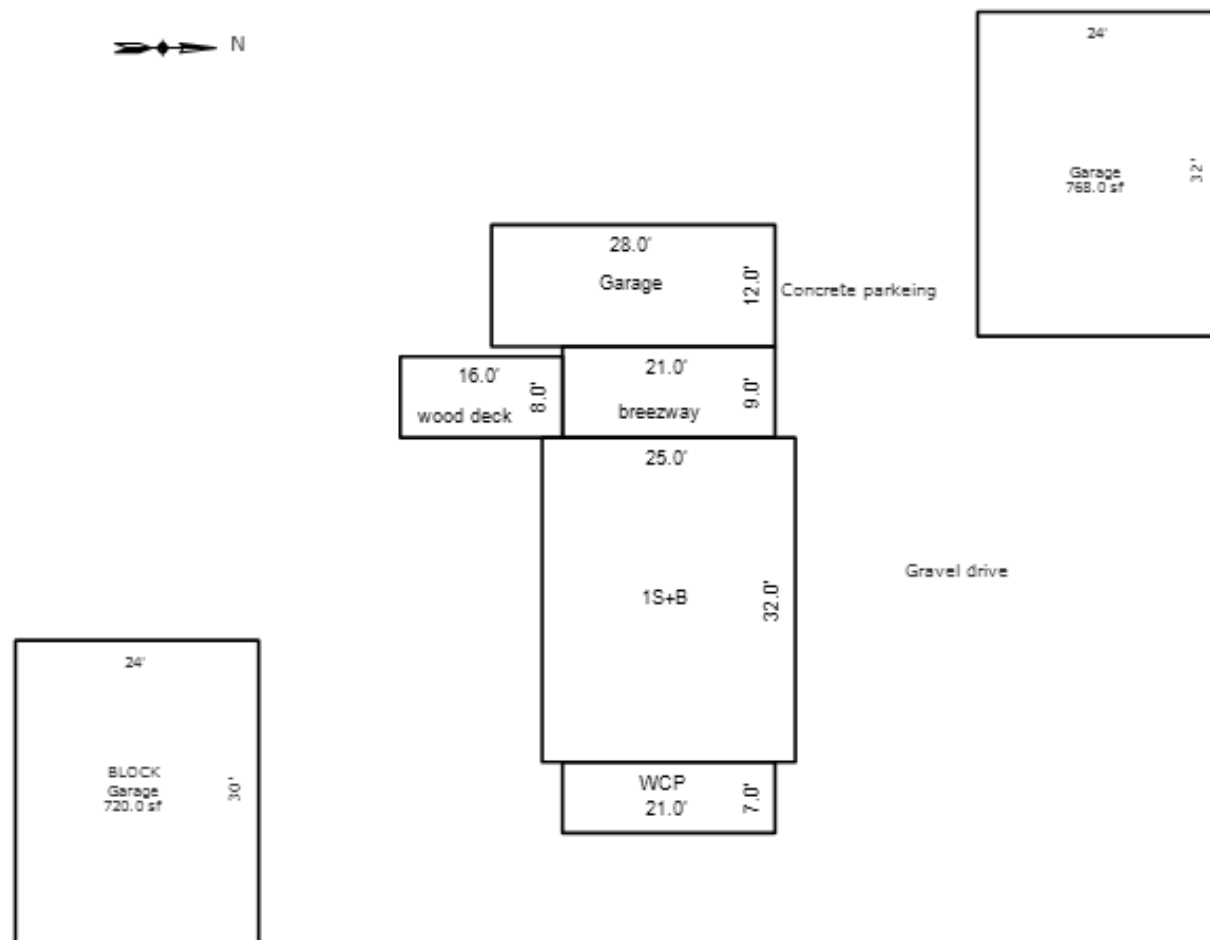 N
24'
Garage
768.0 sf
32'
28.0'
Garage
12.0'
Concrete parkeing
16.0'
8.0'
wood deck
21.0'
9.0'
breezway
25.0'
1S+B
32.0'
Gravel drive
24'
BLOCK
Garage
720.0 sf
30'
WCP
21.0'
7.0'